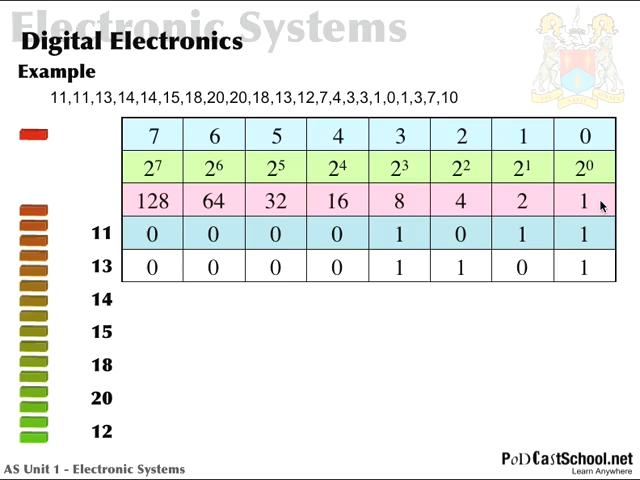 Electronic Systems
Digital Electronics
Example
11,11,13,14,14,15,18,20,20,18,13,12,7,4,3,3,1,0,1,3,7,10
7 6 5 4 3 2 1 0
2⁷ 2⁶ 2⁵ 2⁴ 2³ 2² 2¹ 2⁰
128 64 32 16 8 4 2 1
11 0 0 0 0 1 0 1 1
13 0 0 0 0 1 1 0 1
14
15
18
20
12
AS Unit 1 - Electronic Systems
PoDCastSchool.net
Learn Anywhere